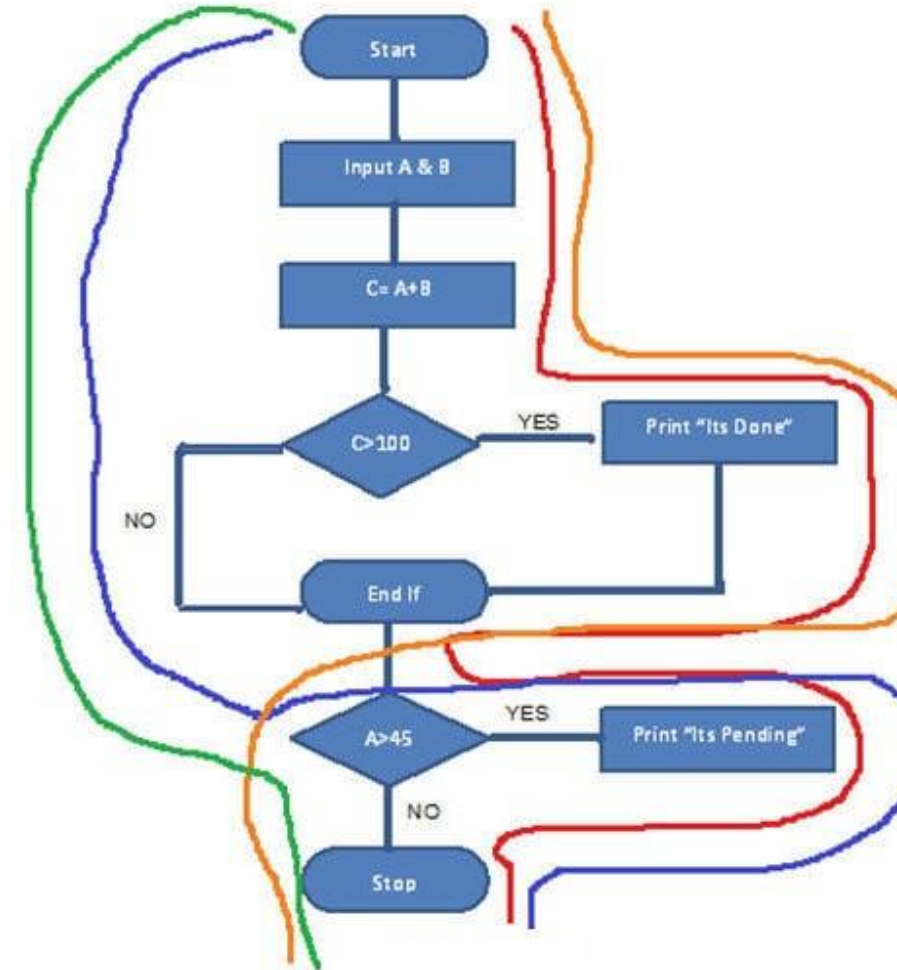 Start
Input A & B
C= A+B
C>100
YES
Print “Its Done”
NO
End If
A>45
YES
Print “Its Pending”
NO
Stop